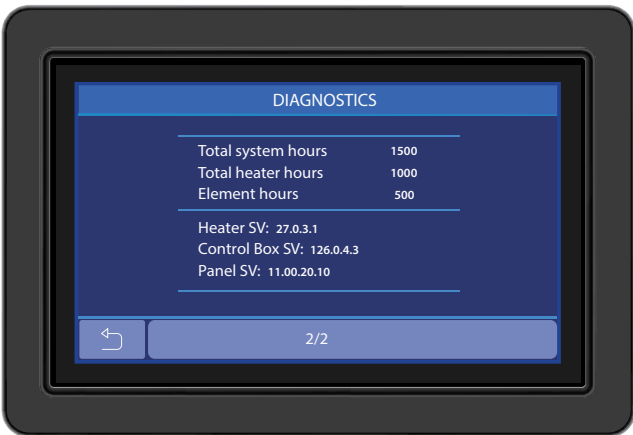 DIAGNOSTICS
Total system hours 1500
Total heater hours 1000
Element hours 500
Heater SV: 27.0.3.1
Control Box SV: 126.0.4.3
Panel SV: 11.00.20.10
2/2